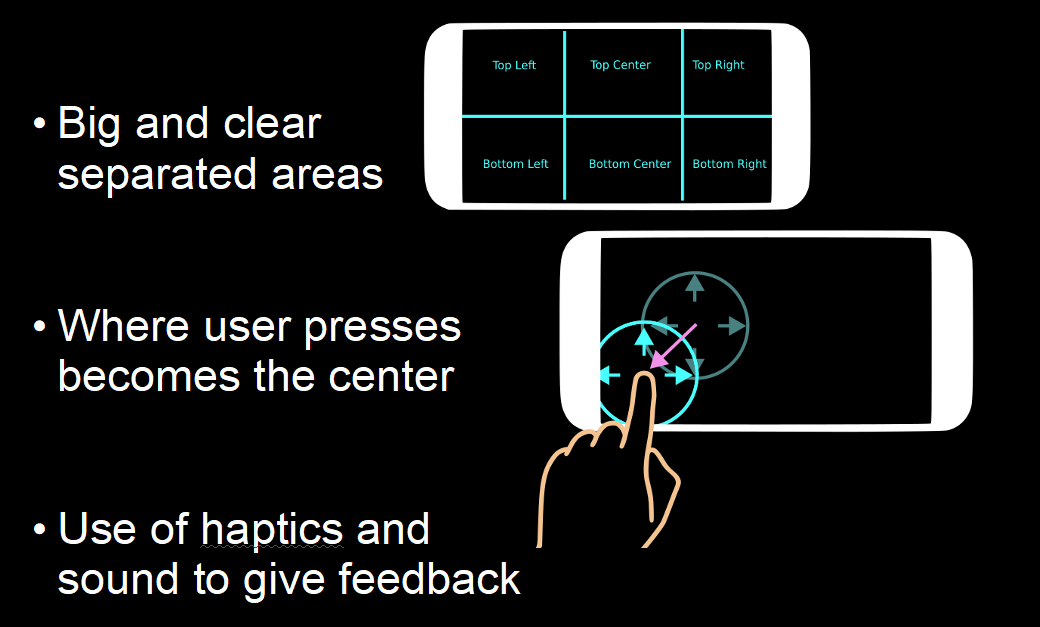 Top Left Top Center Top Right
Bottom Left Bottom Center Bottom Right
• Big and clear
separated areas
• Where user presses
becomes the center
• Use of haptics and
sound to give feedback